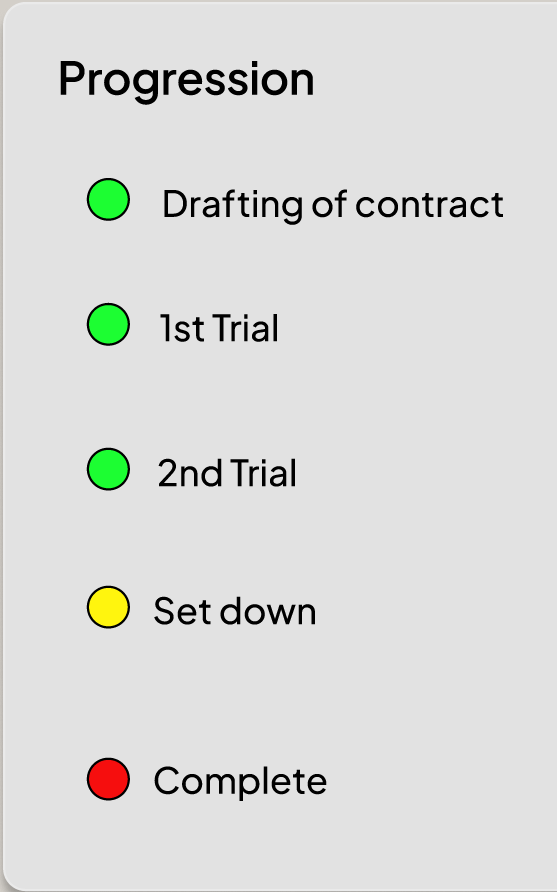 Progression
Drafting of contract
1st Trial
2nd Trial
Set down
Complete